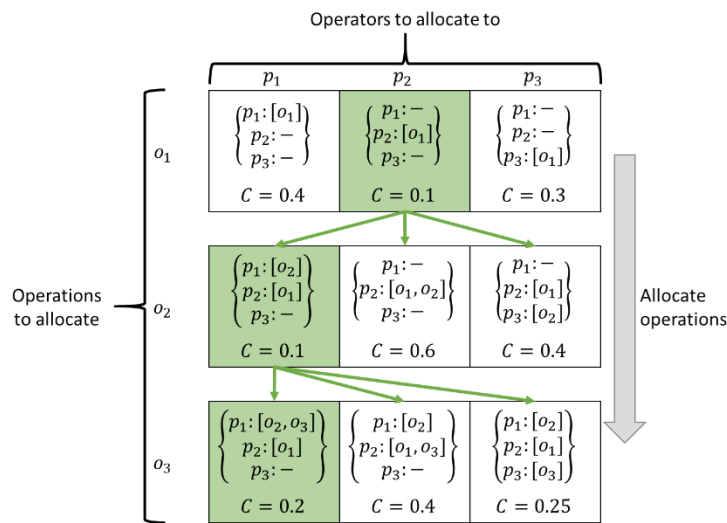 Operators to allocate to
p₁ p₂ p₃
o₁
{p₁: [o₁]
p₂: −
p₃: −}
C = 0.4
{p₁: −
p₂: [o₁]
p₃: −}
C = 0.1
{p₁: −
p₂: −
p₃: [o₁]}
C = 0.3
Operations
to allocate
o₂
{p₁: [o₂]
p₂: [o₁]
p₃: −}
C = 0.1
{p₁: −
p₂: [o₁, o₂]
p₃: −}
C = 0.6
{p₁: −
p₂: [o₁]
p₃: [o₂]}
C = 0.4
Allocate
operations
o₃
{p₁: [o₂, o₃]
p₂: [o₁]
p₃: −}
C = 0.2
{p₁: [o₂]
p₂: [o₁, o₃]
p₃: −}
C = 0.4
{p₁: [o₂]
p₂: [o₁]
p₃: [o₃]}
C = 0.25